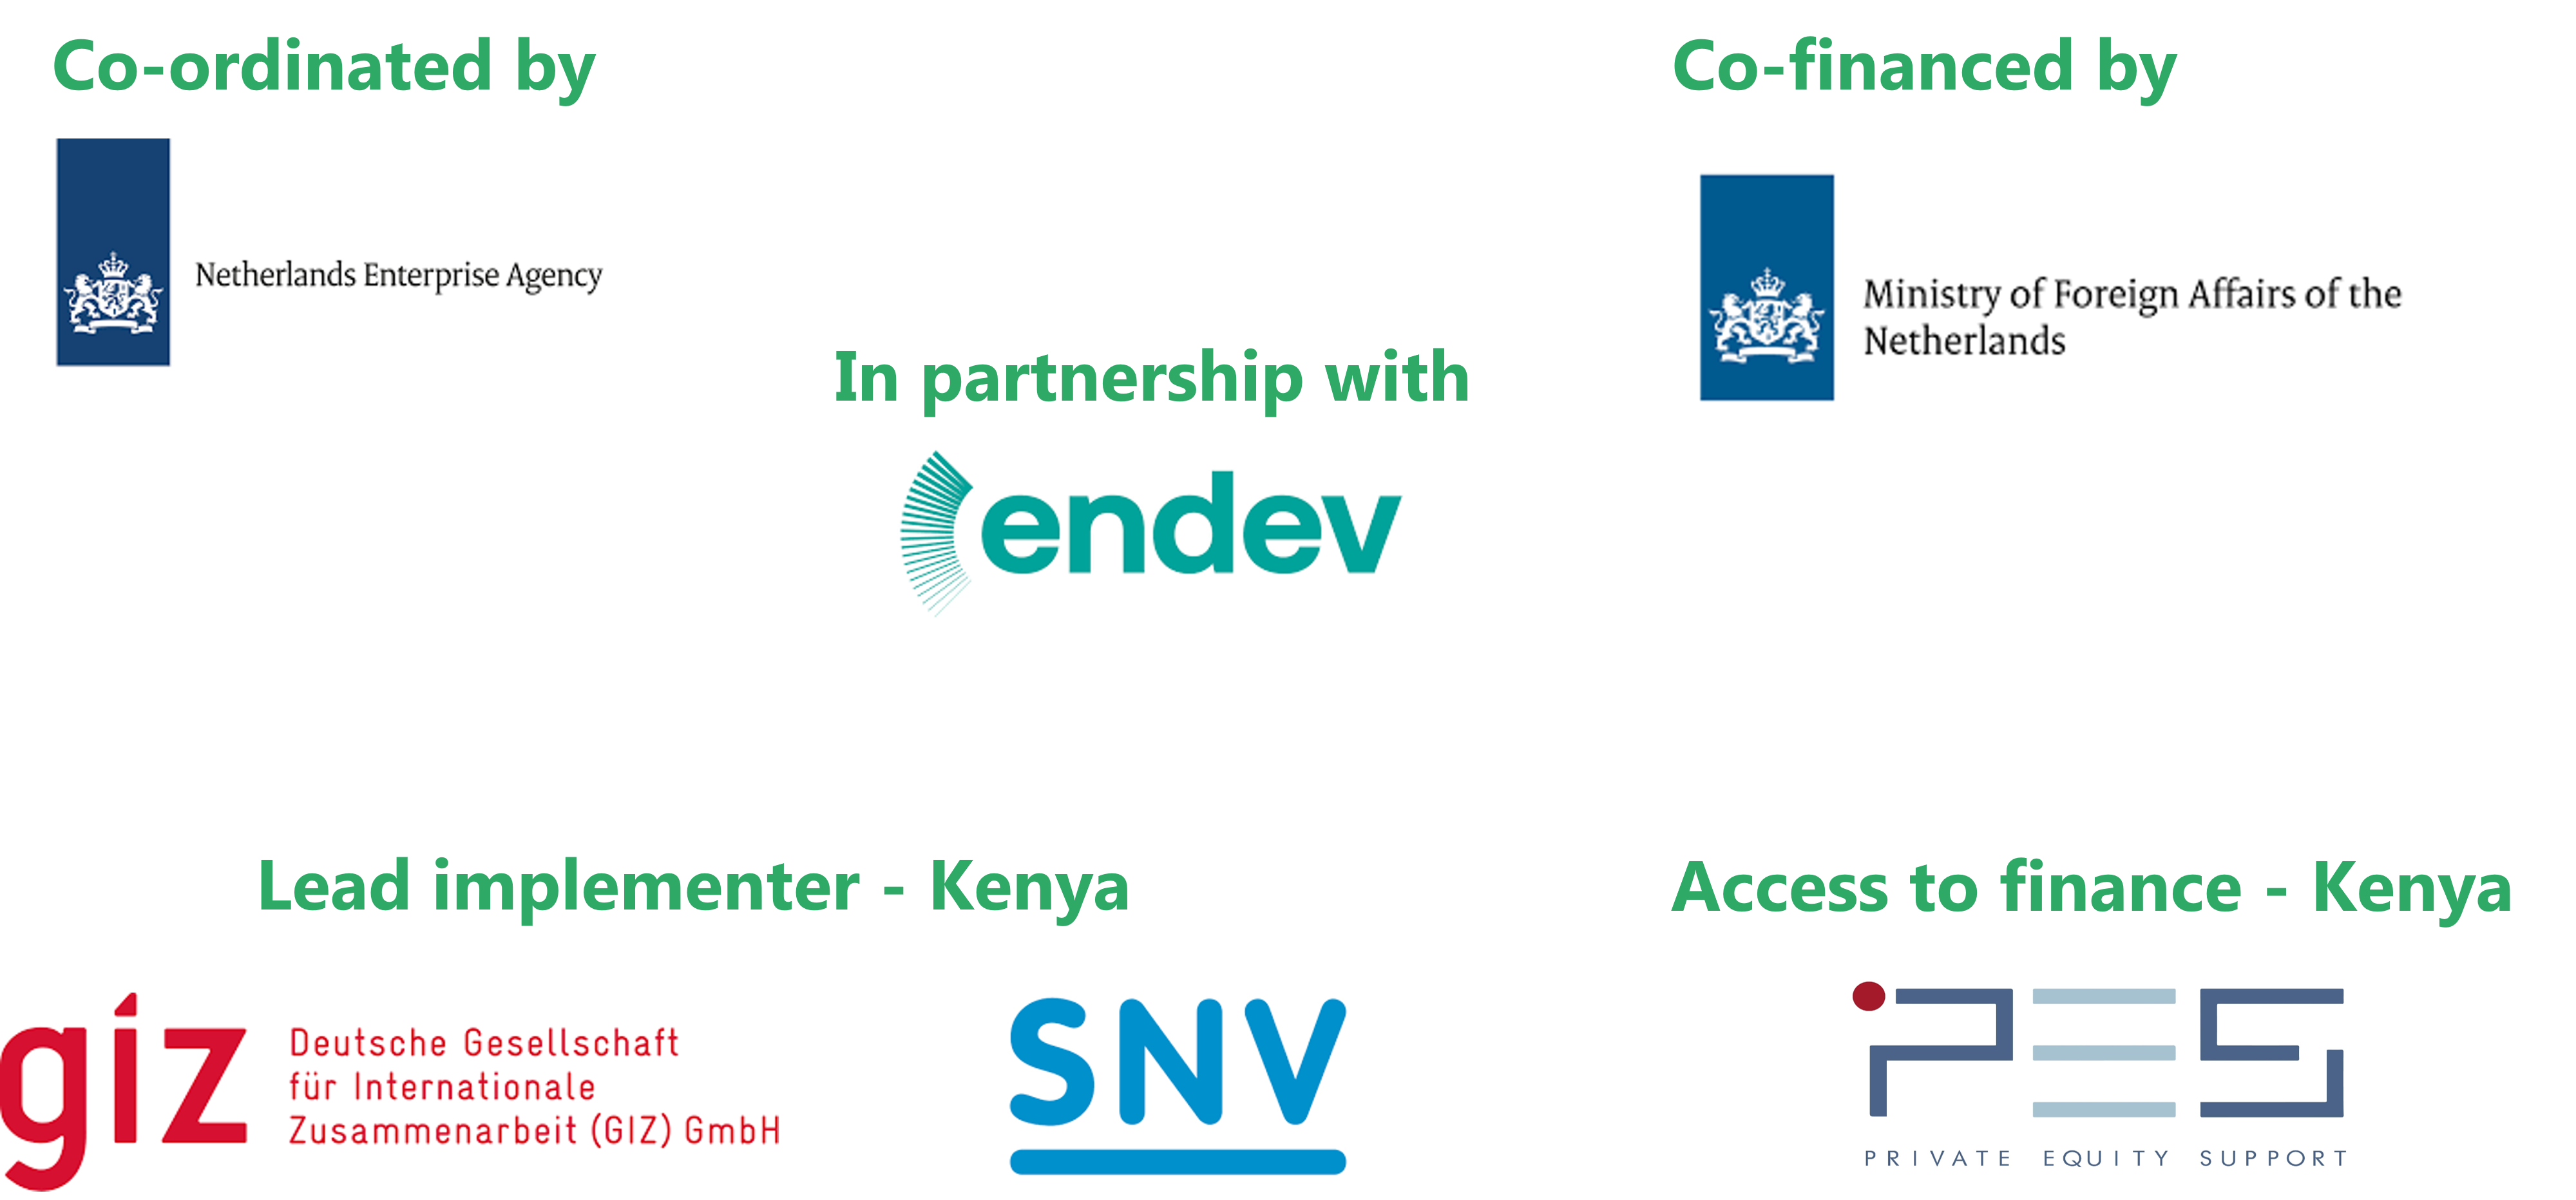 Co-ordinated by
Netherlands Enterprise Agency
Co-financed by
Ministry of Foreign Affairs of the
Netherlands
In partnership with
endev
Lead implementer - Kenya
giz
Deutsche Gesellschaft
für Internationale
Zusammenarbeit (GIZ) GmbH
SNV
Access to finance - Kenya
PES
PRIVATE EQUITY SUPPORT